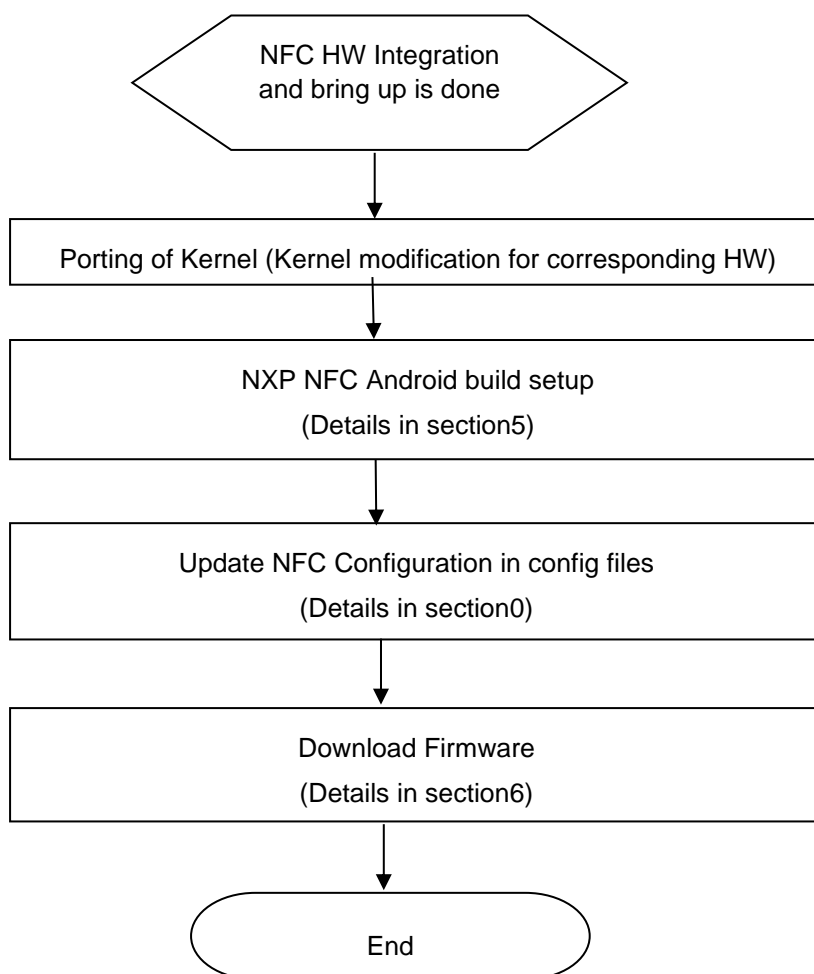 NFC HW Integration
and bring up is done
Porting of Kernel (Kernel modification for corresponding HW)
NXP NFC Android build setup
(Details in section5)
Update NFC Configuration in config files
(Details in section0)
Download Firmware
(Details in section6)
End